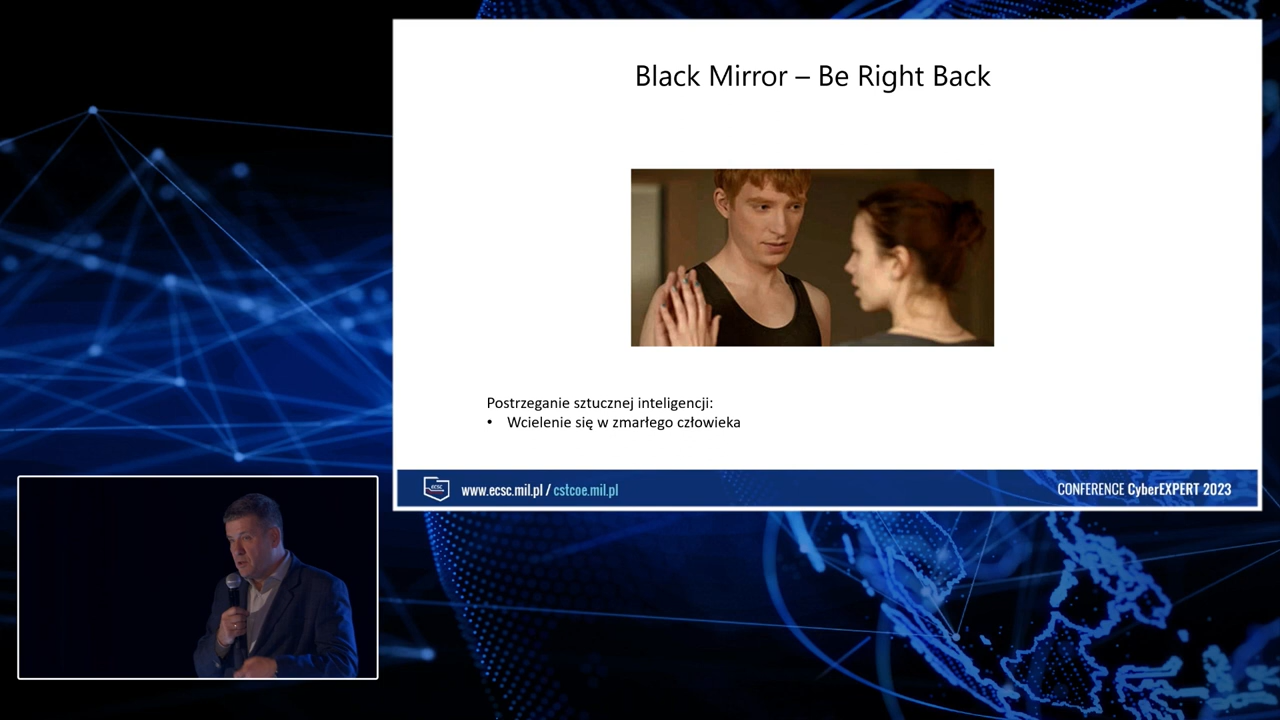 Black Mirror – Be Right Back
Postrzeganie sztucznej inteligencji:
• Wcielenie się w zmarłego człowieka
ecsc
www.ecsc.mil.pl / cstcoe.mil.pl
CONFERENCE CyberEXPERT 2023